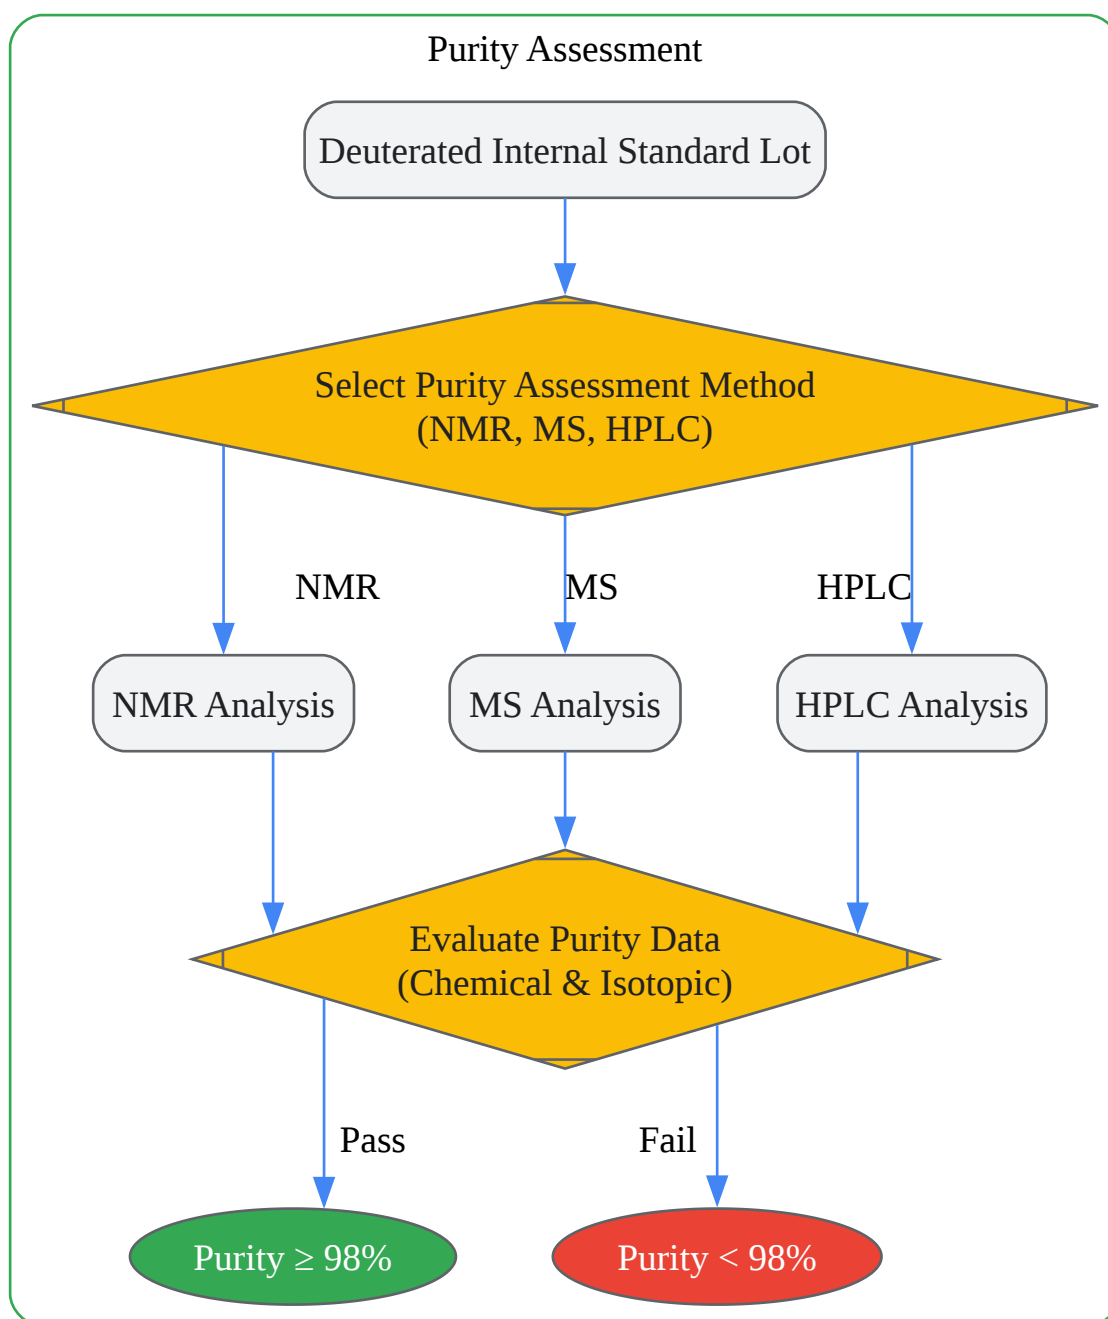 Purity Assessment
Deuterated Internal Standard Lot
Select Purity Assessment Method
(NMR, MS, HPLC)
NMR
MS
HPLC
NMR Analysis
MS Analysis
HPLC Analysis
Evaluate Purity Data
(Chemical & Isotopic)
Pass
Fail
Purity ≥ 98%
Purity < 98%